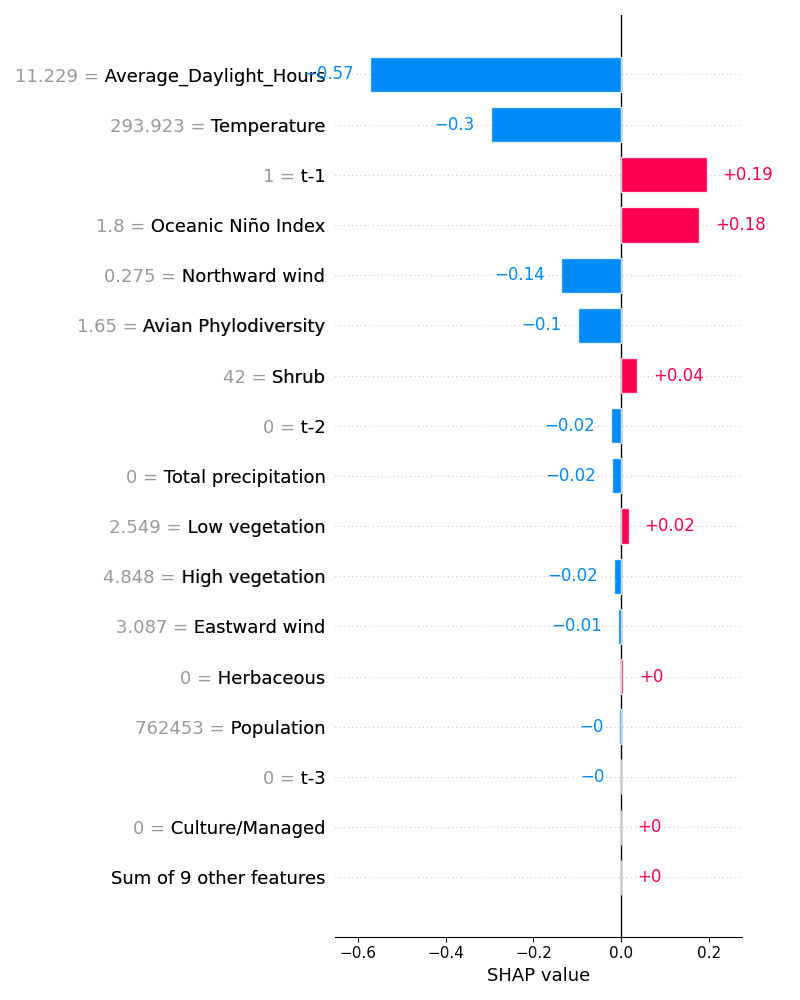 11.229 = Average_Daylight_Hours −0.57
293.923 = Temperature −0.3
1 = t-1 +0.19
1.8 = Oceanic Niño Index +0.18
0.275 = Northward wind −0.14
1.65 = Avian Phylodiversity −0.1
42 = Shrub +0.04
0 = t-2 −0.02
0 = Total precipitation −0.02
2.549 = Low vegetation +0.02
4.848 = High vegetation −0.02
3.087 = Eastward wind −0.01
0 = Herbaceous +0
762453 = Population −0
0 = t-3 −0
0 = Culture/Managed +0
Sum of 9 other features +0
−0.6 −0.4 −0.2 0.0 0.2
SHAP value